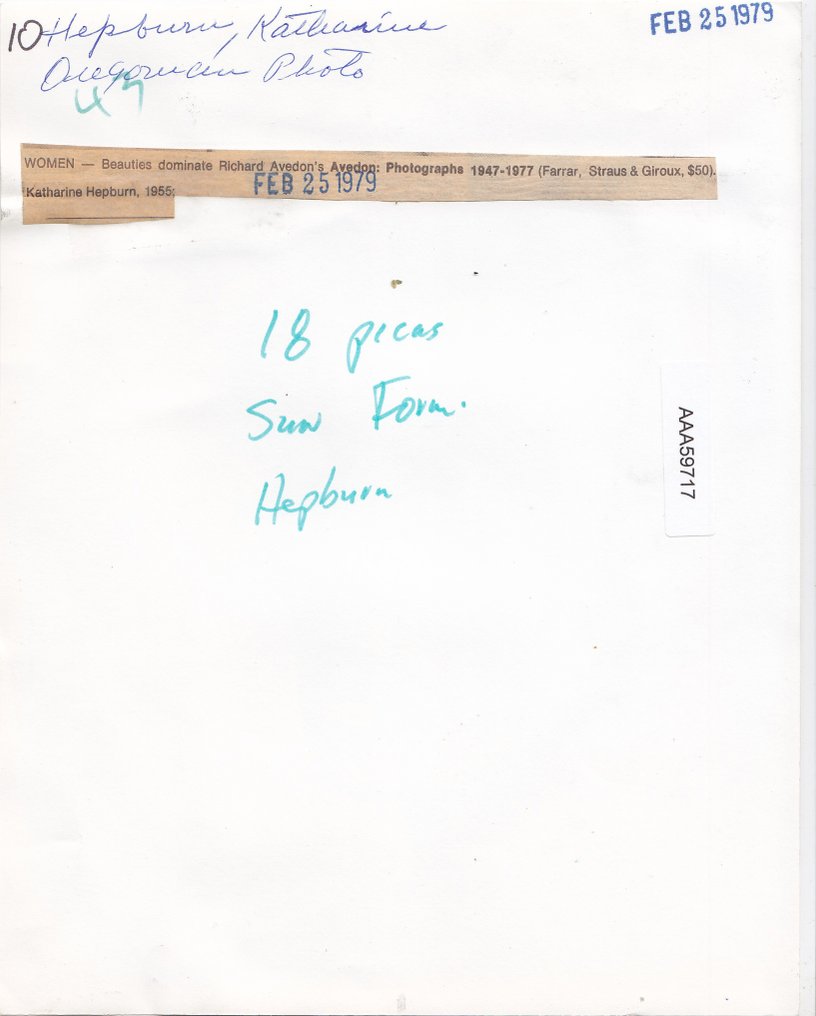 10 Hepburn, Katharine
FEB 25 1979
Oregonian Photo
47
WOMEN — Beauties dominate Richard Avedon's Avedon: Photographs 1947-1977 (Farrar, Straus & Giroux, $50).
FEB 25 1979
Katharine Hepburn, 1955;
18 picas
Sun Form.
Hepburn
AAA59717